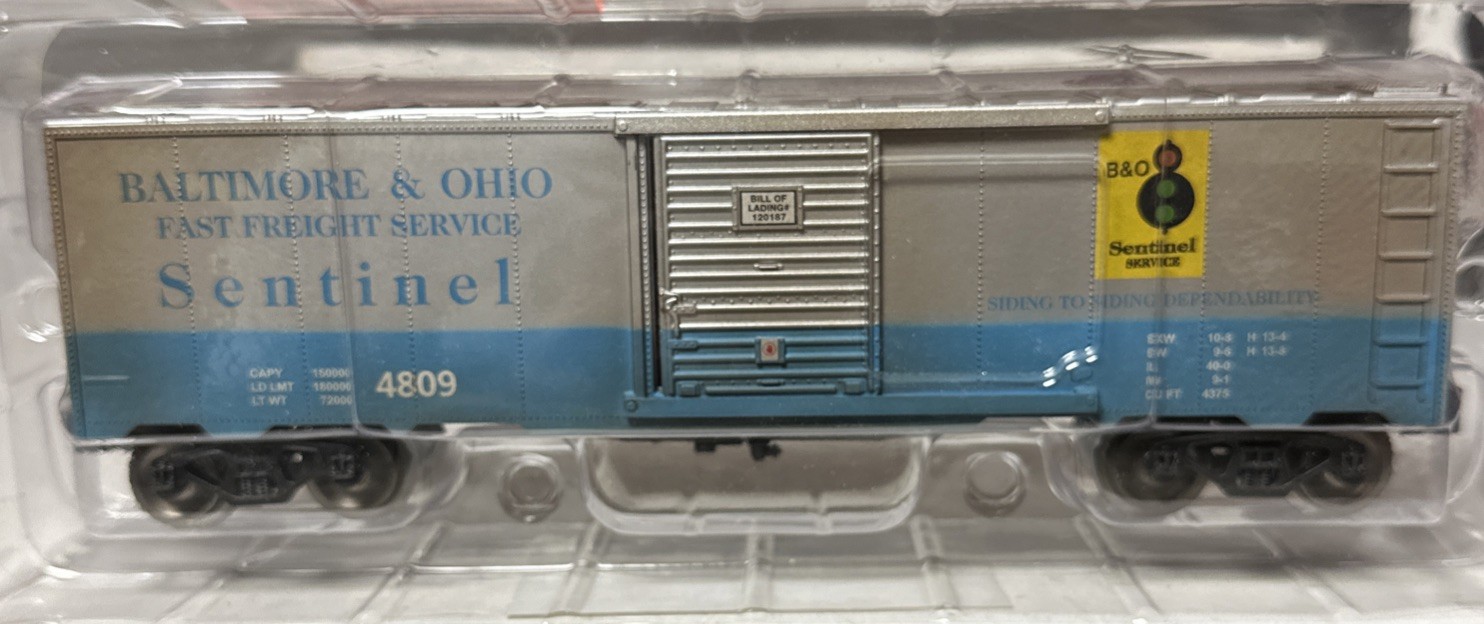 BALTIMORE & OHIO
FAST FREIGHT SERVICE
Sentinel
CAPY 150000
LD LMT 180000
LT WT 72000
4809
BILL OF
LADING#
120187
B&O
Sentinel
SERVICE
SIDING TO SIDING DEPENDABILITY
EXW 10-8 H 13-4
EW 9-6 H 13-8
IL 40-0
IW 9-1
CU FT 4375